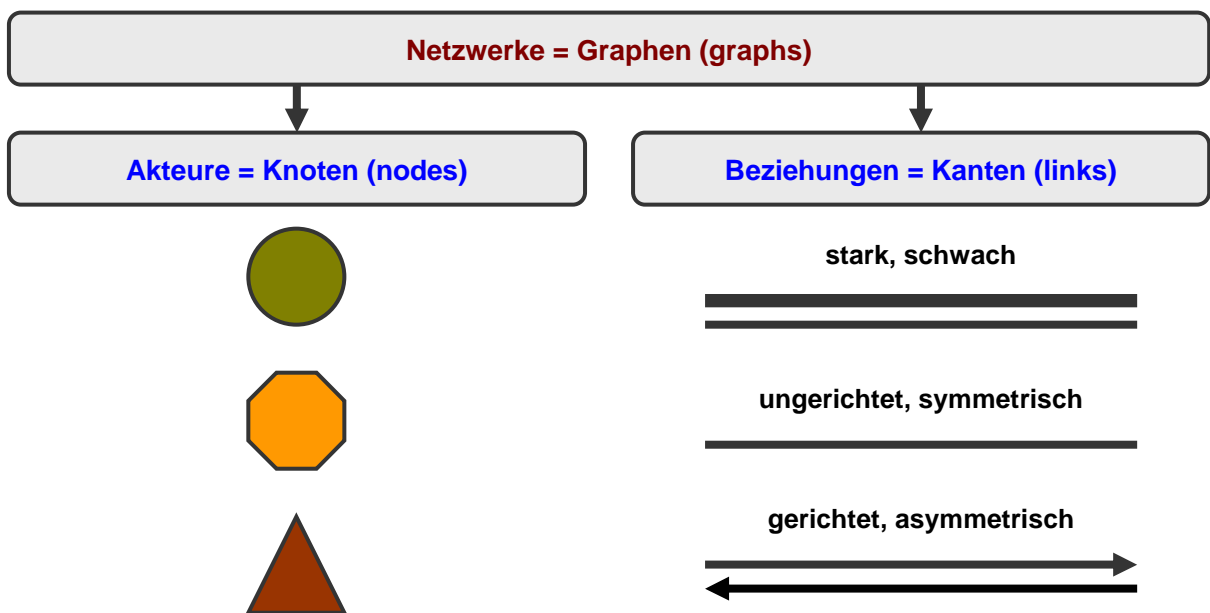 Netzwerke = Graphen (graphs)
Akteure = Knoten (nodes)
Beziehungen = Kanten (links)
stark, schwach
ungerichtet, symmetrisch
gerichtet, asymmetrisch